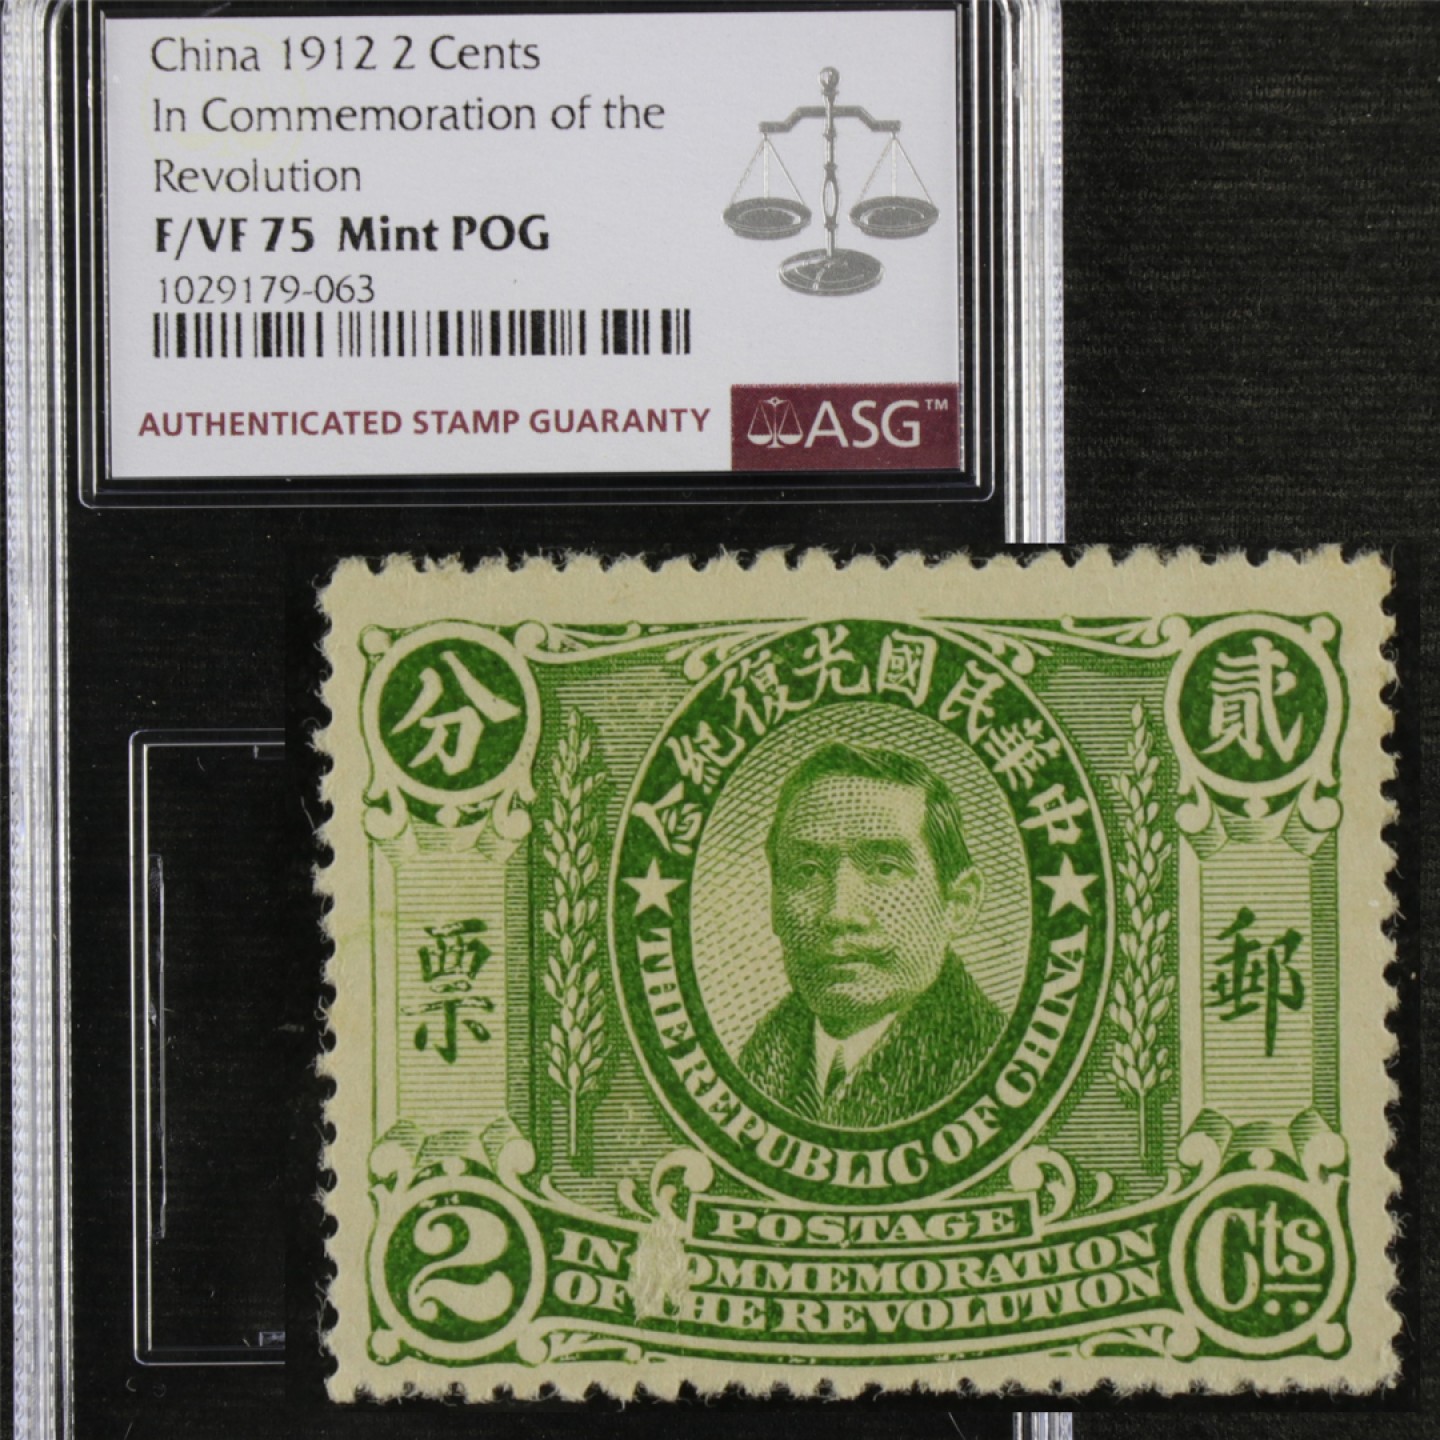 China 1912 2 Cents
In Commemoration of the
Revolution
F/VF 75 Mint POG
1029179-063
AUTHENTICATED STAMP GUARANTY
ASG™
分
念紀復光國民華中
貳
票
郵
THE REPUBLIC OF CHINA
POSTAGE
IN OMMEMORATION
OF THE REVOLUTION
2
Cts